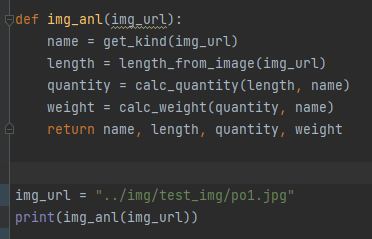 def img_anl(img_url):
    name = get_kind(img_url)
    length = length_from_image(img_url)
    quantity = calc_quantity(length, name)
    weight = calc_weight(quantity, name)
    return name, length, quantity, weight
img_url = "../img/test_img/po1.jpg"
print(img_anl(img_url))